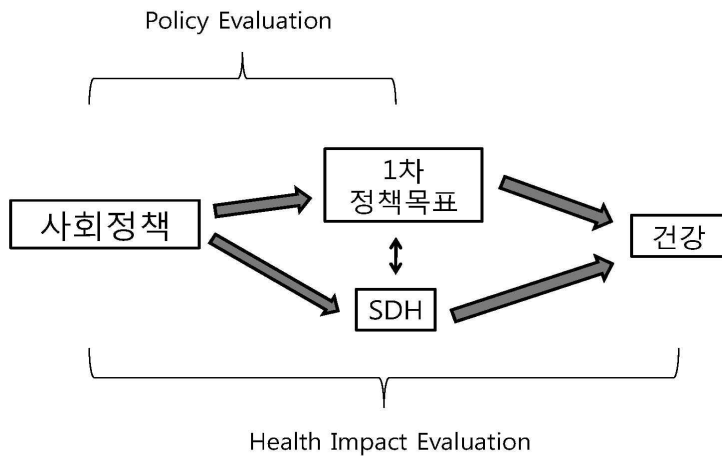 Policy Evaluation
1차
정책목표
사회정책
건강
SDH
Health Impact Evaluation